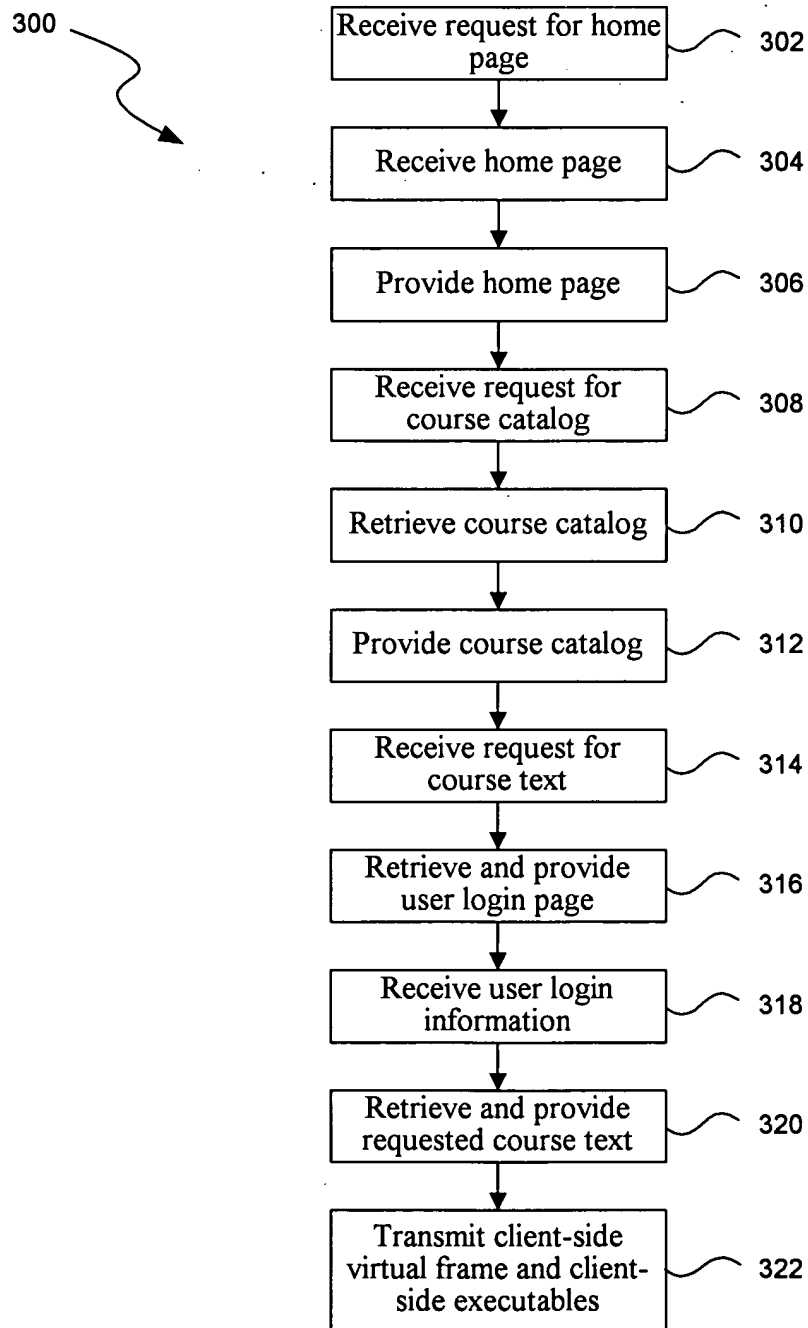 300
Receive request for home
page
302
Receive home page
304
Provide home page
306
Receive request for
course catalog
308
Retrieve course catalog
310
Provide course catalog
312
Receive request for
course text
314
Retrieve and provide
user login page
316
Receive user login
information
318
Retrieve and provide
requested course text
320
Transmit client-side
virtual frame and client-
side executables
322